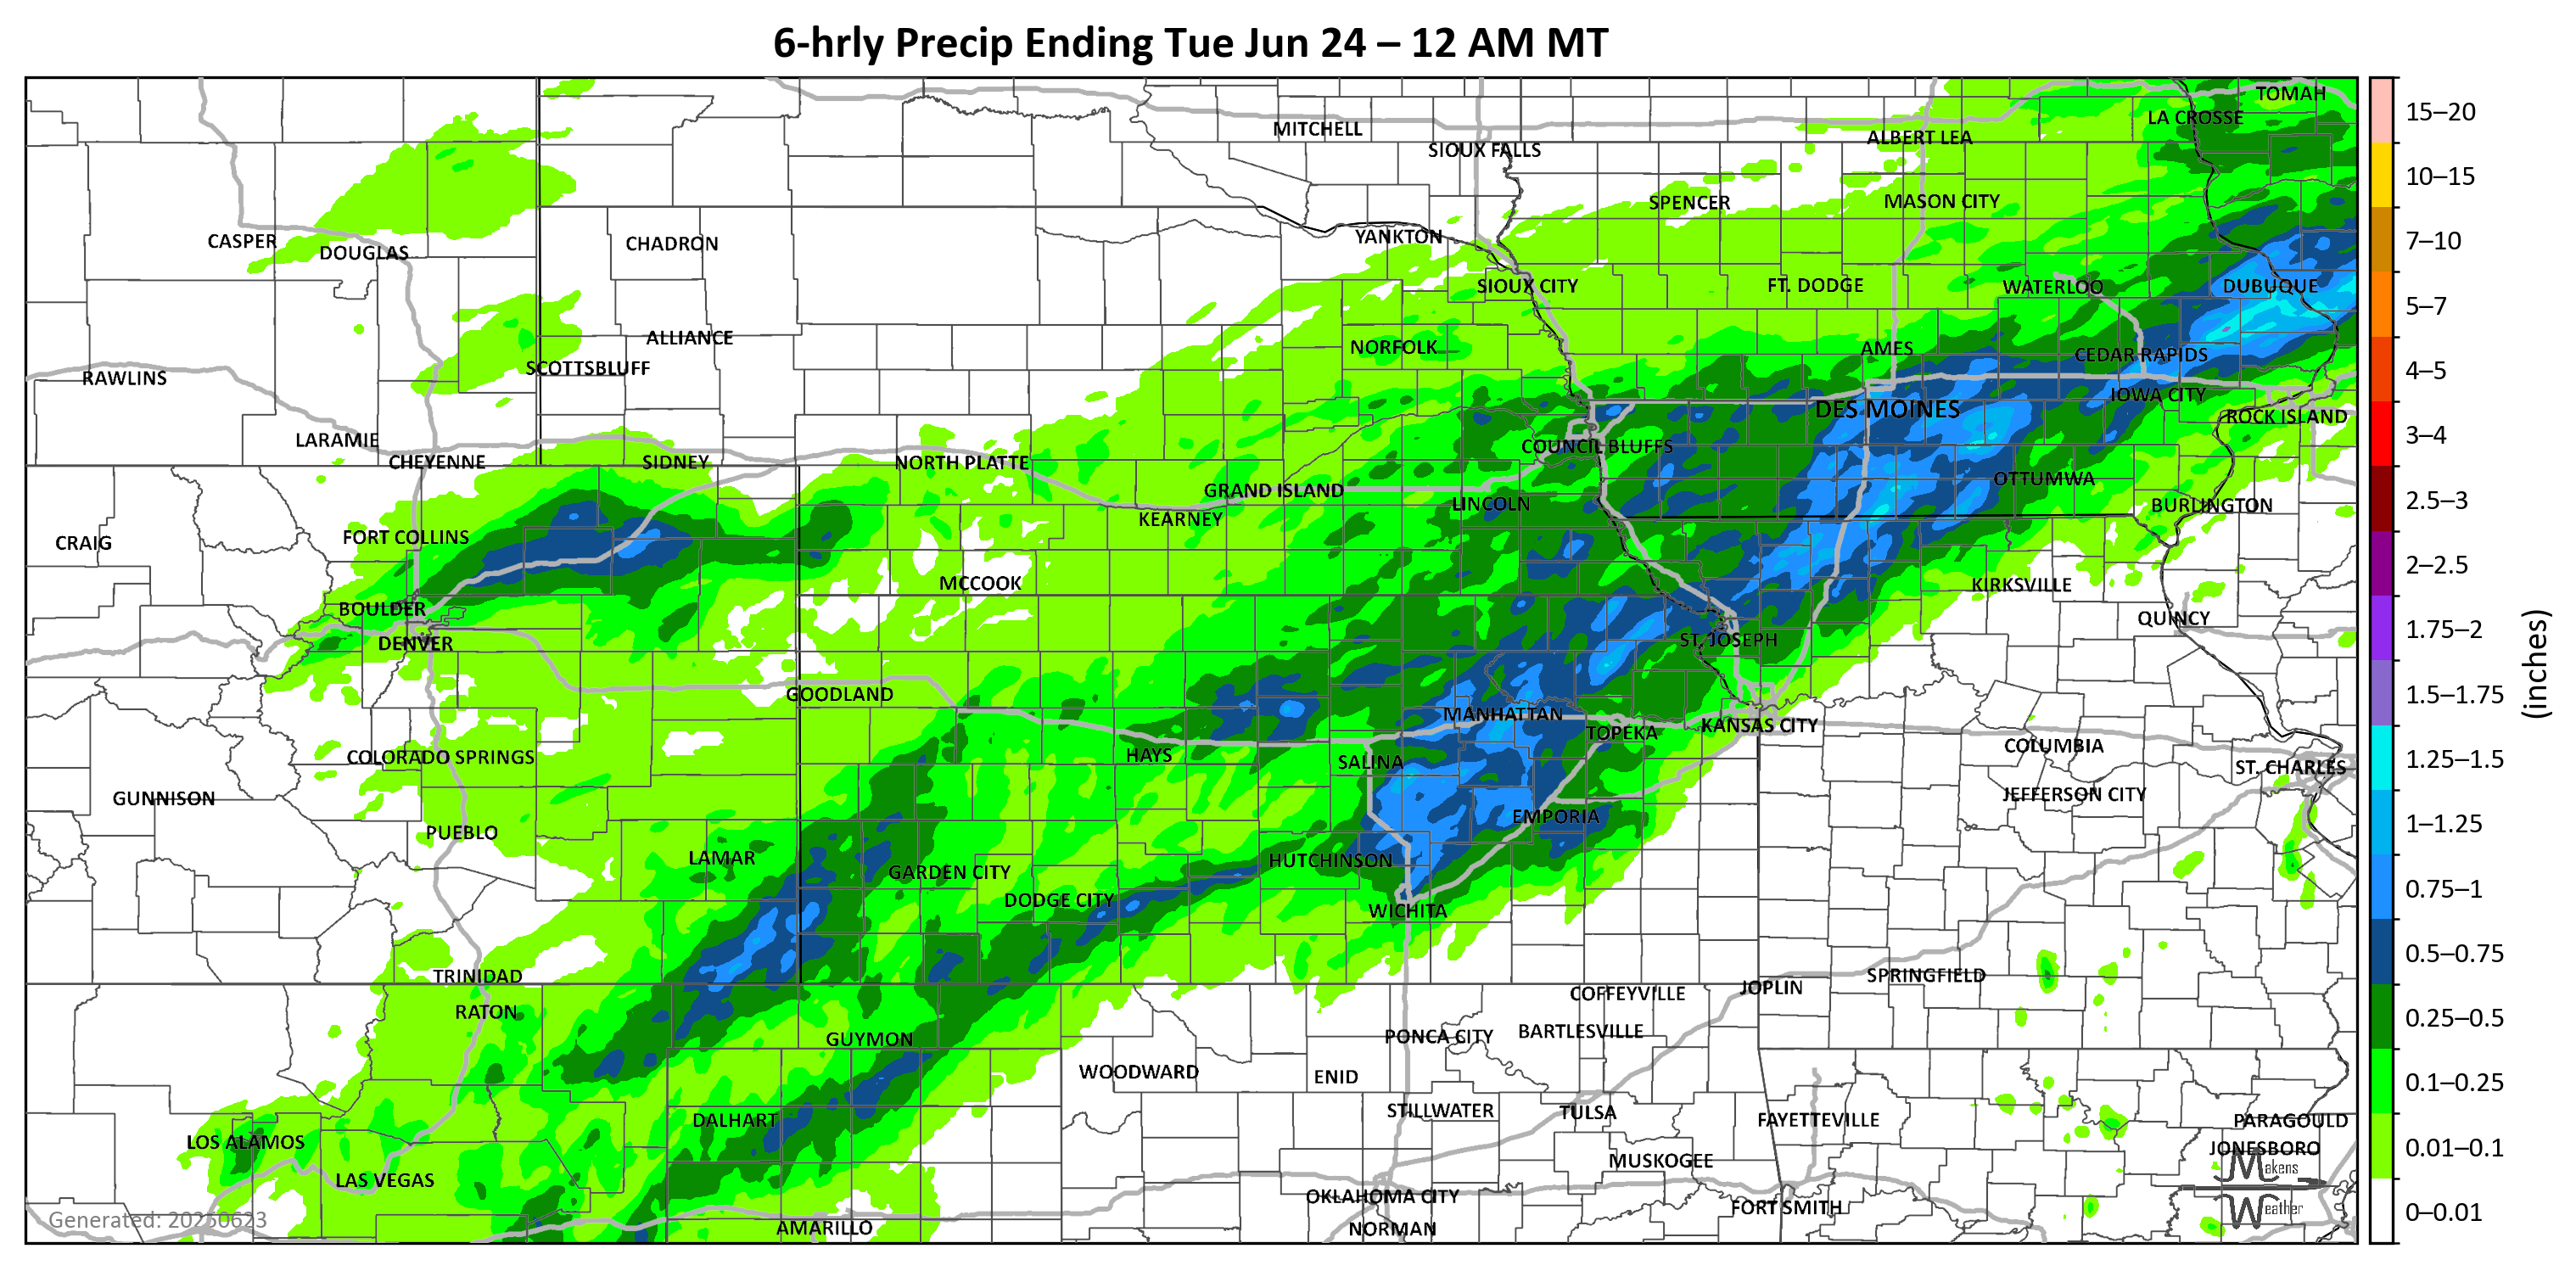 6-hrly Precip Ending Tue Jun 24 – 12 AM MT
TOMAH
LA CROSSE
MITCHELL
ALBERT LEA
SIOUX FALLS
SPENCER
MASON CITY
CASPER
DOUGLAS
CHADRON
YANKTON
SIOUX CITY
FT. DODGE
WATERLOO
DUBUQUE
ALLIANCE
NORFOLK
AMES
CEDAR RAPIDS
SCOTTSBLUFF
RAWLINS
IOWA CITY
DES MOINES
ROCK ISLAND
LARAMIE
COUNCIL BLUFFS
CHEYENNE
SIDNEY
NORTH PLATTE
GRAND ISLAND
OTTUMWA
LINCOLN
BURLINGTON
KEARNEY
CRAIG
FORT COLLINS
MCCOOK
KIRKSVILLE
BOULDER
QUINCY
DENVER
ST. JOSEPH
GOODLAND
MANHATTAN
TOPEKA
KANSAS CITY
COLORADO SPRINGS
HAYS
SALINA
COLUMBIA
ST. CHARLES
GUNNISON
JEFFERSON CITY
EMPORIA
PUEBLO
LAMAR
HUTCHINSON
GARDEN CITY
DODGE CITY
WICHITA
TRINIDAD
SPRINGFIELD
JOPLIN
COFFEYVILLE
RATON
GUYMON
PONCA CITY
BARTLESVILLE
WOODWARD
ENID
STILLWATER
TULSA
DALHART
FAYETTEVILLE
PARAGOULD
LOS ALAMOS
JONESBORO
LAS VEGAS
MUSKOGEE
Makens
Weather
OKLAHOMA CITY
FORT SMITH
AMARILLO
NORMAN
Generated: 20250623
15–20
10–15
7–10
5–7
4–5
3–4
2.5–3
2–2.5
1.75–2
1.5–1.75
1.25–1.5
1–1.25
0.75–1
0.5–0.75
0.25–0.5
0.1–0.25
0.01–0.1
0–0.01
(inches)